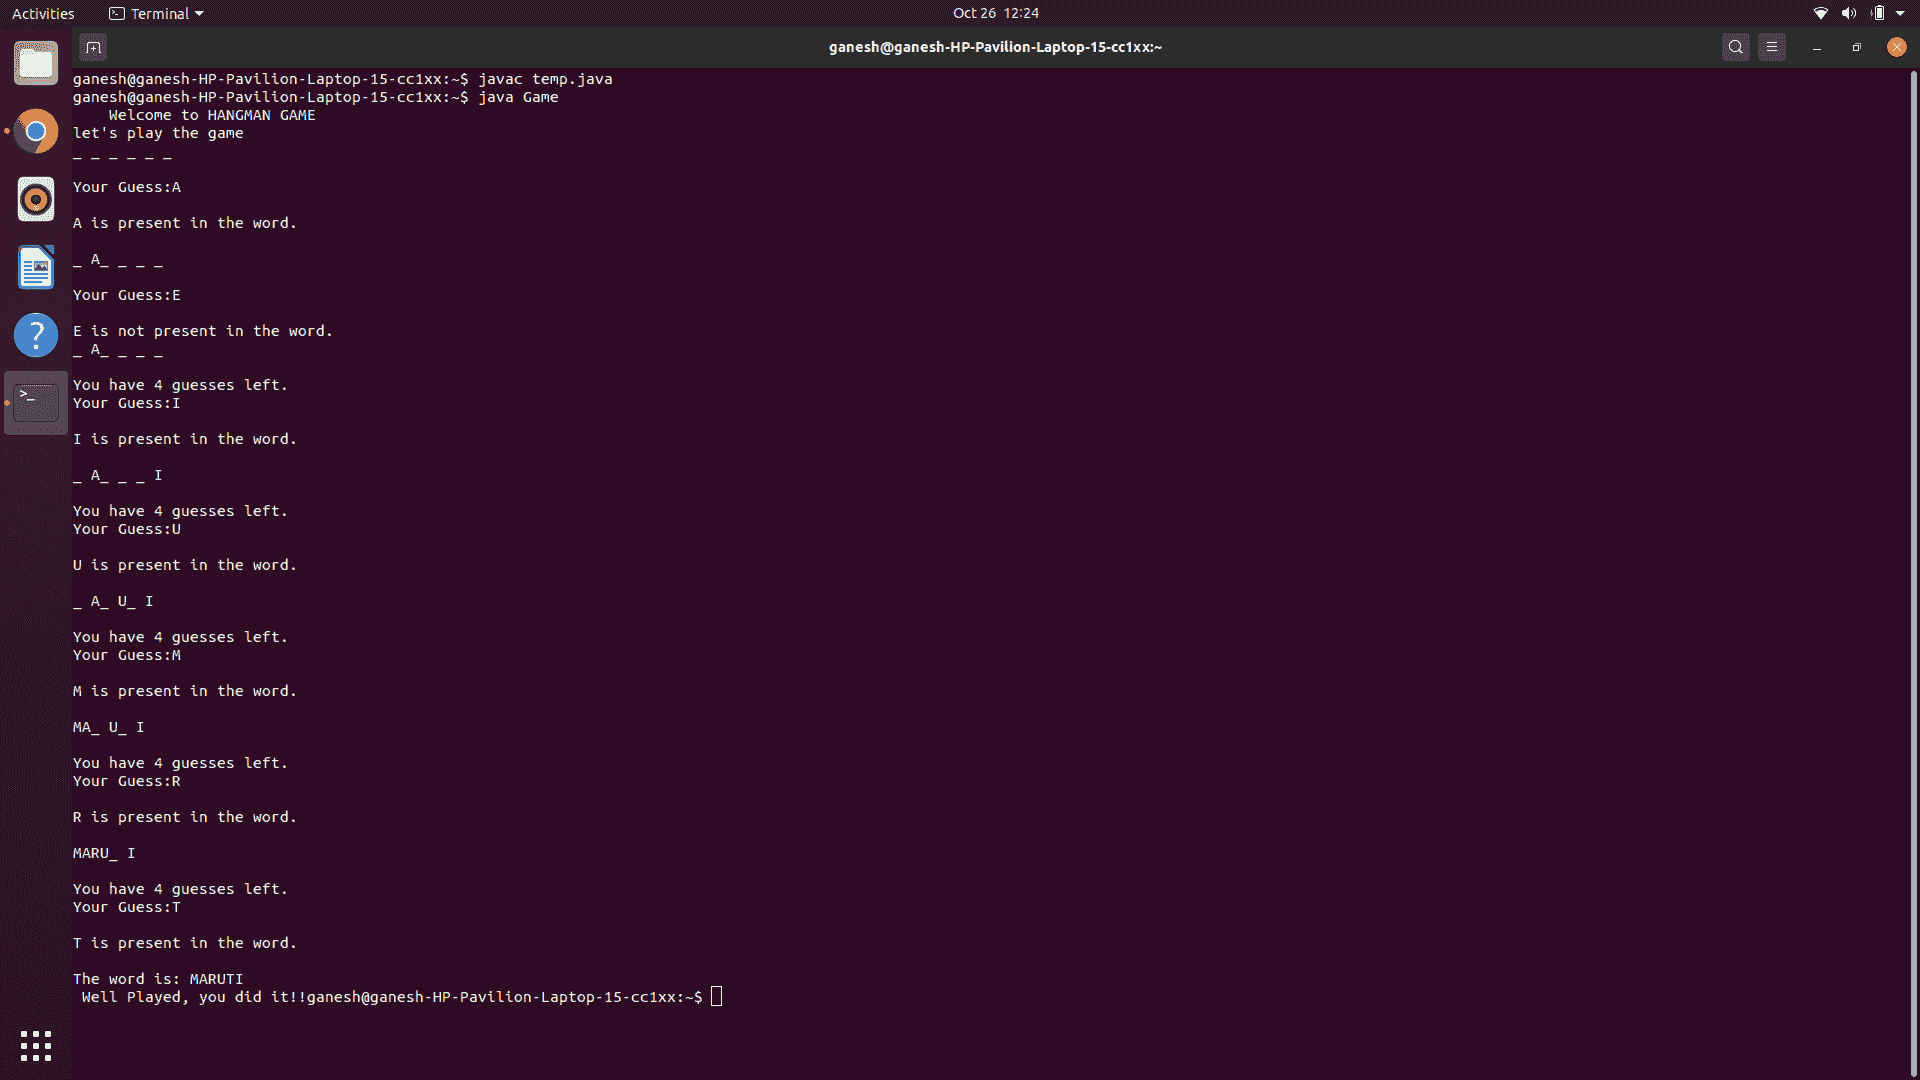 Activities Terminal Oct 26 12:24
ganesh@ganesh-HP-Pavilion-Laptop-15-cc1xx:~
ganesh@ganesh-HP-Pavilion-Laptop-15-cc1xx:~$ javac temp.java
ganesh@ganesh-HP-Pavilion-Laptop-15-cc1xx:~$ java Game
Welcome to HANGMAN GAME
let's play the game
_ _ _ _ _ _
Your Guess:A
A is present in the word.
_ A_ _ _ _
Your Guess:E
E is not present in the word.
_ A_ _ _ _
You have 4 guesses left.
Your Guess:I
I is present in the word.
_ A_ _ _ I
You have 4 guesses left.
Your Guess:U
U is present in the word.
_ A_ U_ I
You have 4 guesses left.
Your Guess:M
M is present in the word.
MA_ U_ I
You have 4 guesses left.
Your Guess:R
R is present in the word.
MARU_ I
You have 4 guesses left.
Your Guess:T
T is present in the word.
The word is: MARUTI
Well Played, you did it!!ganesh@ganesh-HP-Pavilion-Laptop-15-cc1xx:~$